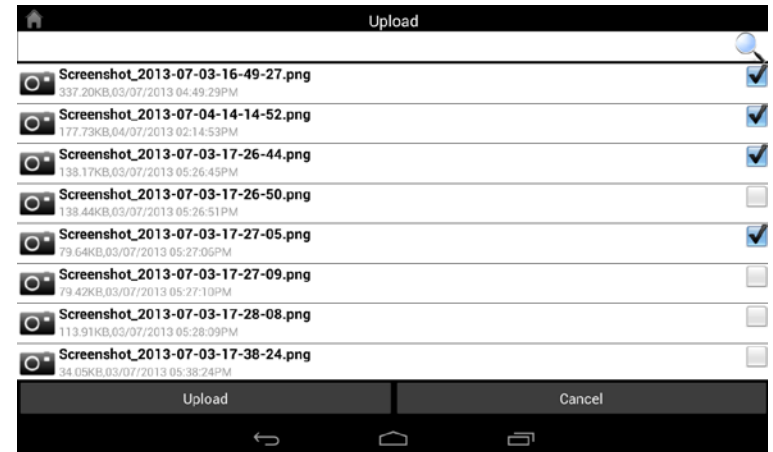 Upload
Screenshot_2013-07-03-16-49-27.png
337.20KB,03/07/2013 04:49:29PM
Screenshot_2013-07-04-14-14-52.png
177.73KB,04/07/2013 02:14:53PM
Screenshot_2013-07-03-17-26-44.png
138.17KB,03/07/2013 05:26:45PM
Screenshot_2013-07-03-17-26-50.png
138.44KB,03/07/2013 05:26:51PM
Screenshot_2013-07-03-17-27-05.png
79.64KB,03/07/2013 05:27:06PM
Screenshot_2013-07-03-17-27-09.png
79.42KB,03/07/2013 05:27:10PM
Screenshot_2013-07-03-17-28-08.png
113.91KB,03/07/2013 05:28:09PM
Screenshot_2013-07-03-17-38-24.png
34.05KB,03/07/2013 05:38:24PM
Upload
Cancel